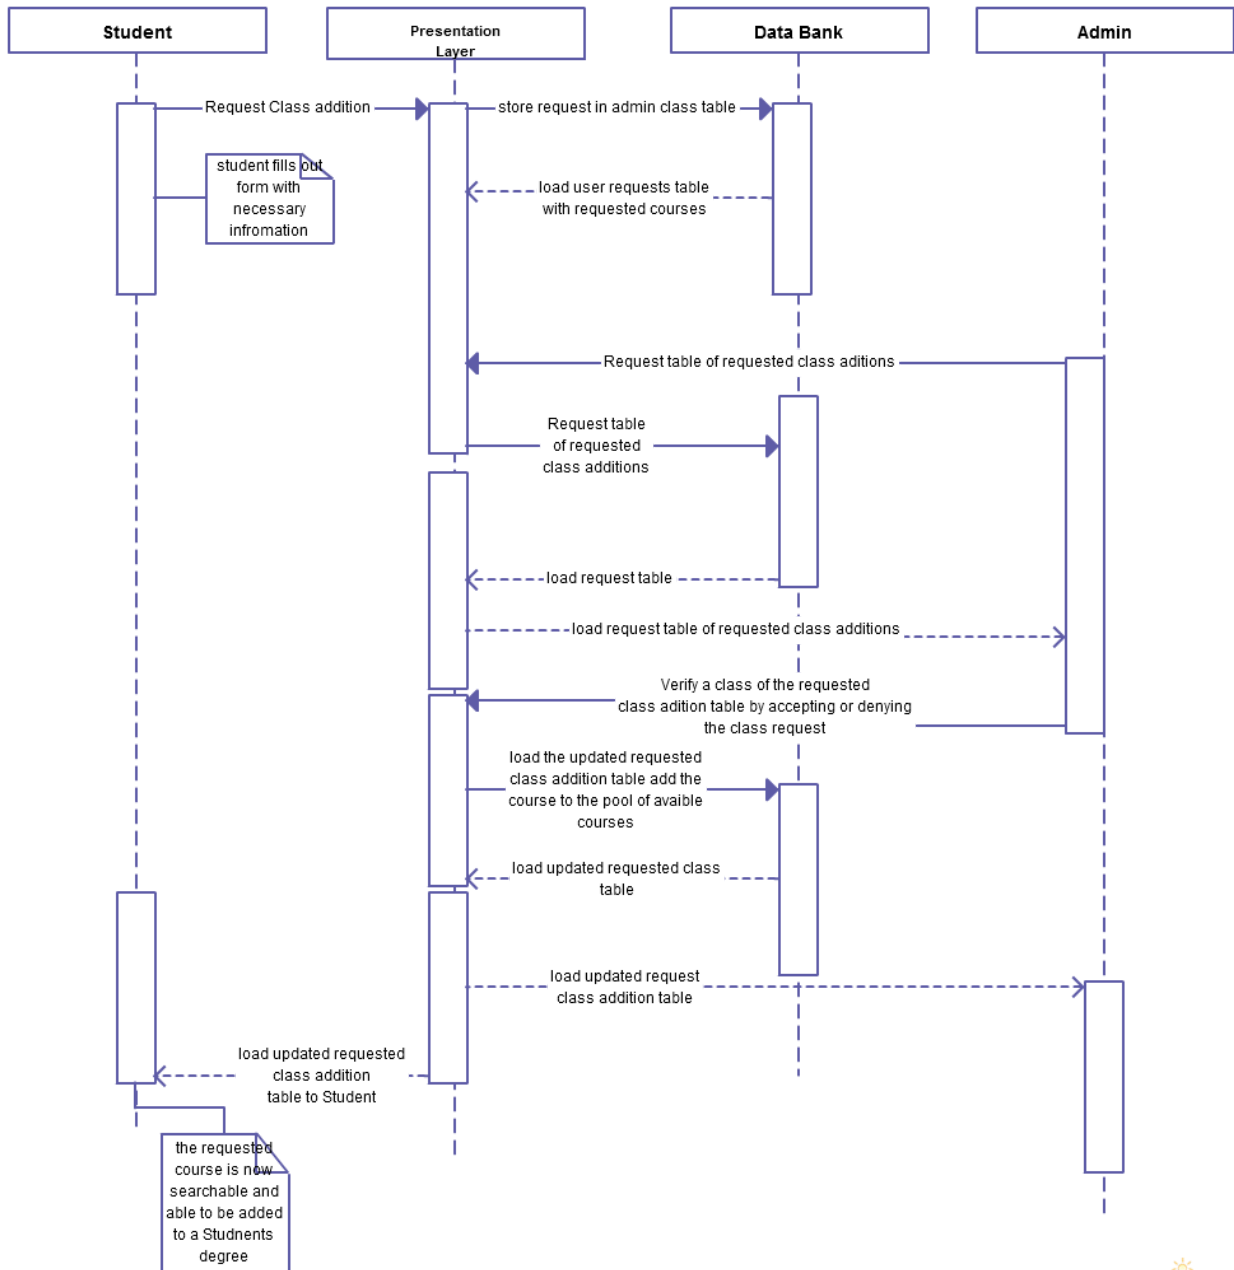 Student
Presentation
Layer
Data Bank
Admin
Request Class addition
store request in admin class table
student fills out
form with
necessary
infromation
load user requests table
with requested courses
Request table of requested class aditions
Request table
of requested
class additions
load request table
load request table of requested class additions
Verify a class of the requested
class adition table by accepting or denying
the class request
load the updated requested
class addition table add the
course to the pool of avaible
courses
load updated requested class
table
load updated request
class addition table
load updated requested
class addition
table to Student
the requested
course is now
searchable and
able to be added
to a Studnents
degree